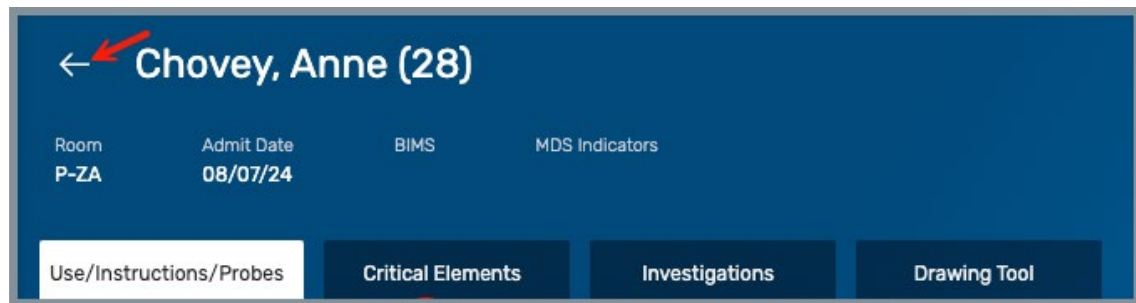 Chovey, Anne (28)
Room Admit Date BIMS MDS Indicators
P-ZA 08/07/24
Use/Instructions/Probes Critical Elements Investigations Drawing Tool